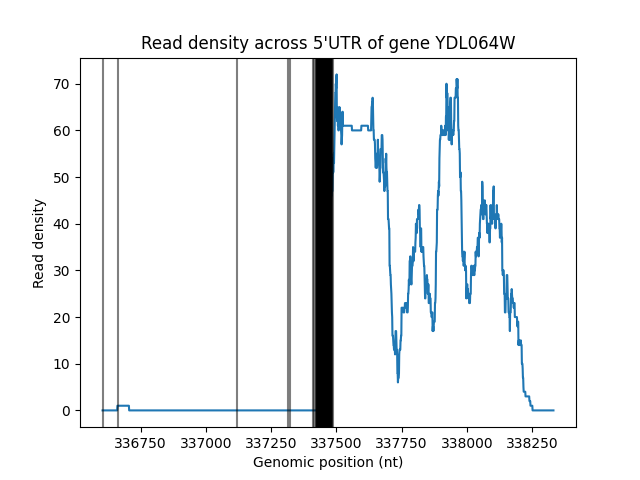 Read density across 5'UTR of gene YDL064W
Read density
70
60
50
40
30
20
10
0
336750 337000 337250 337500 337750 338000 338250
Genomic position (nt)